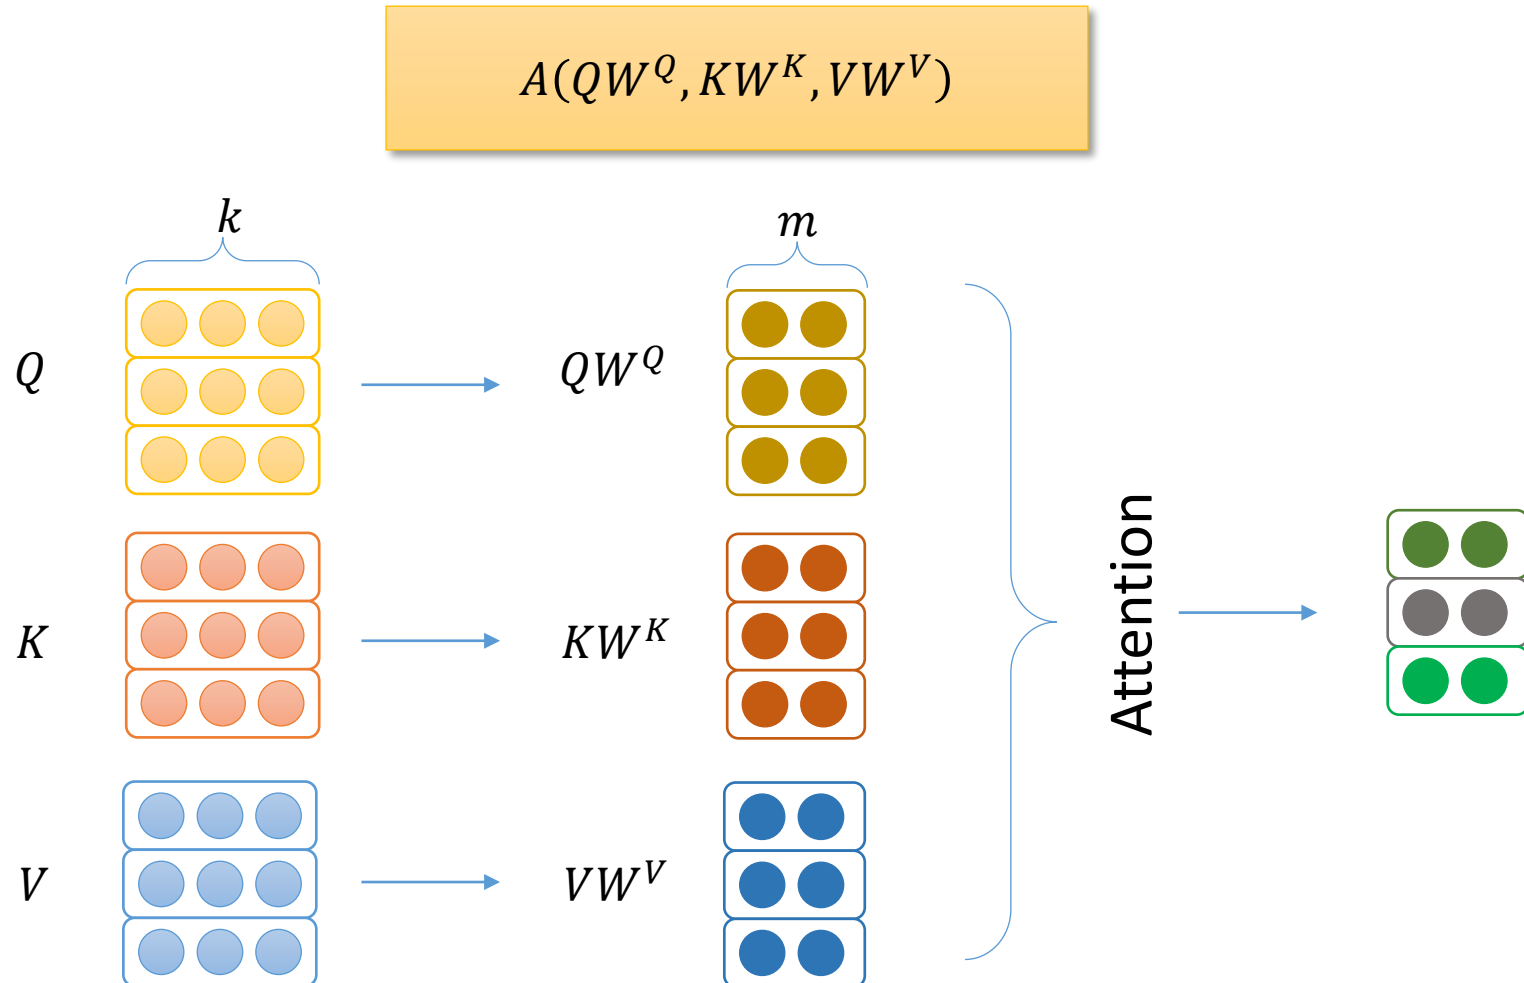 A(QW^Q, KW^K, VW^V)
k
m
Q
QW^Q
K
KW^K
V
VW^V
Attention